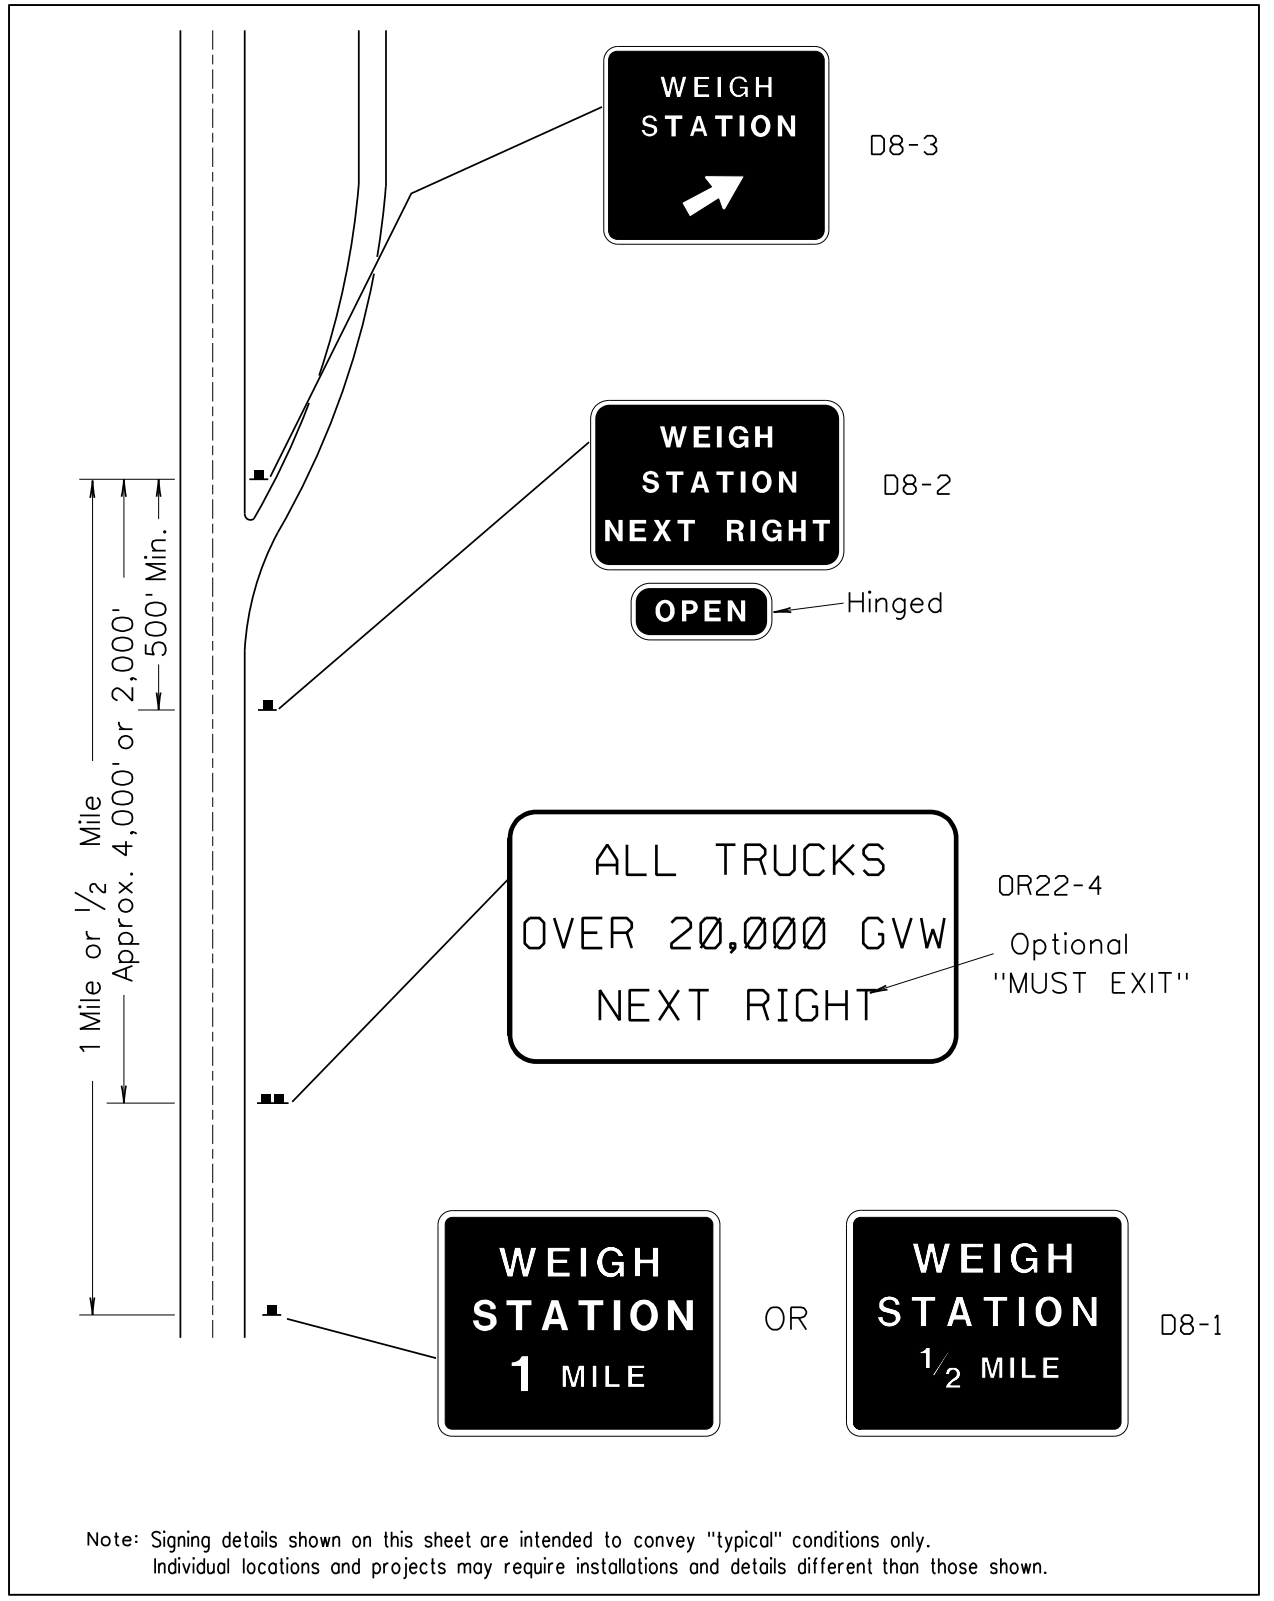 WEIGH
STATION
D8-3
WEIGH
STATION
NEXT RIGHT
D8-2
OPEN
Hinged
500' Min.
Approx. 4,000' or 2,000'
1 Mile or 1/2 Mile
ALL TRUCKS
OVER 20,000 GVW
NEXT RIGHT
OR22-4
Optional
"MUST EXIT"
WEIGH
STATION
1 MILE
OR
WEIGH
STATION
1/2 MILE
D8-1
Note: Signing details shown on this sheet are intended to convey "typical" conditions only.
Individual locations and projects may require installations and details different than those shown.